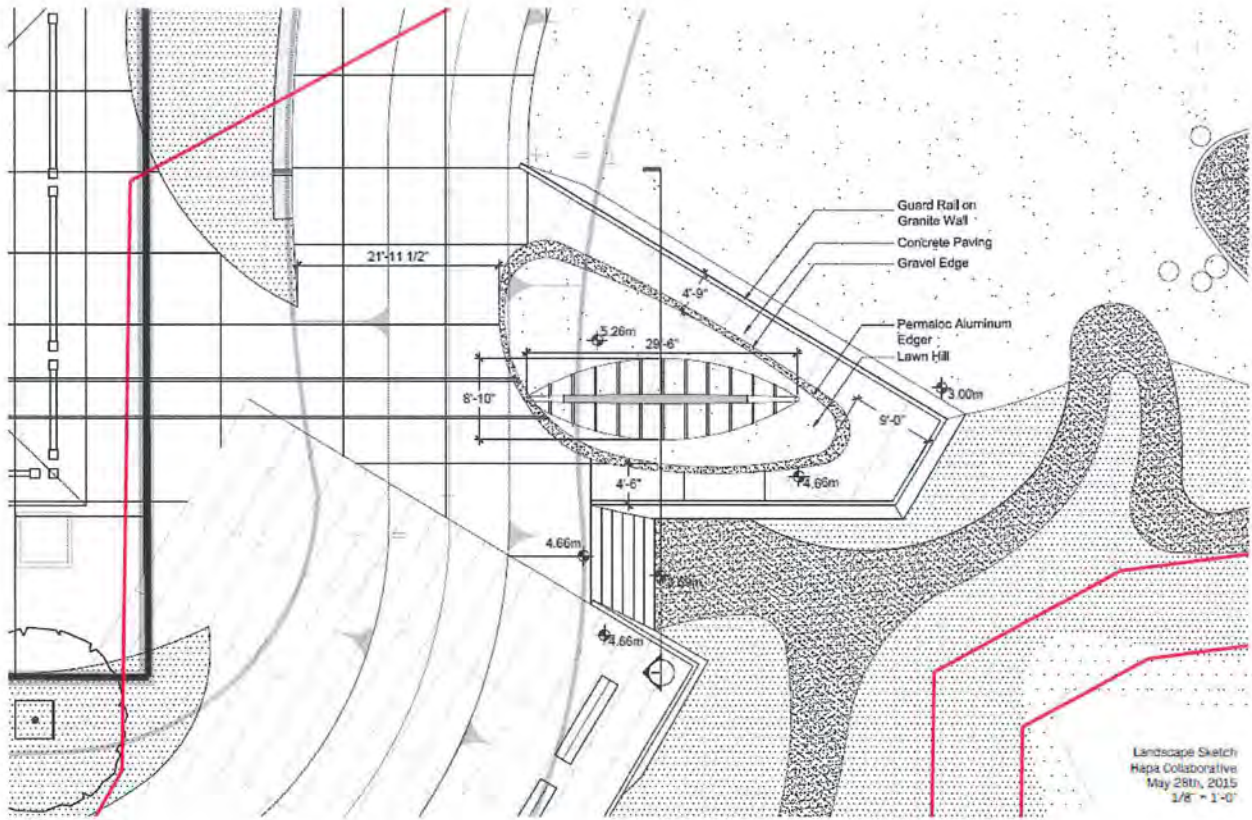 Guard Rail on
Granite Wall
Concrete Paving
Gravel Edge
21'-11 1/2"
4'-9"
Permaloc Aluminum
Edger
Lawn Hill
5.26m
29'-6"
3.00m
8'-10"
9'-0"
4'-6"
4.66m
4.66m
4.66m
Landscape Sketch
Hapa Collaborative
May 28th, 2015
1/8" = 1'-0"